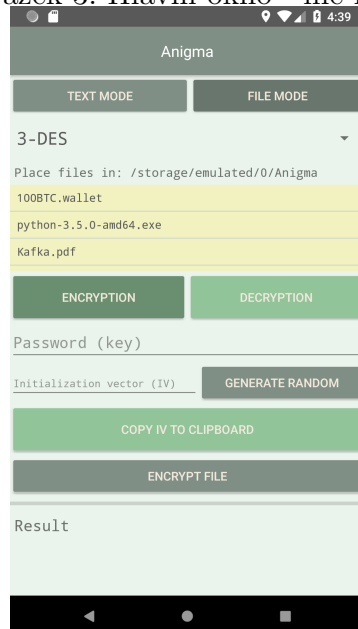 4:39
Anigma
TEXT MODE FILE MODE
3-DES
Place files in: /storage/emulated/0/Anigma
100BTC.wallet
python-3.5.0-amd64.exe
Kafka.pdf
ENCRYPTION DECRYPTION
Password (key)
Initialization vector (IV) GENERATE RANDOM
COPY IV TO CLIPBOARD
ENCRYPT FILE
Result